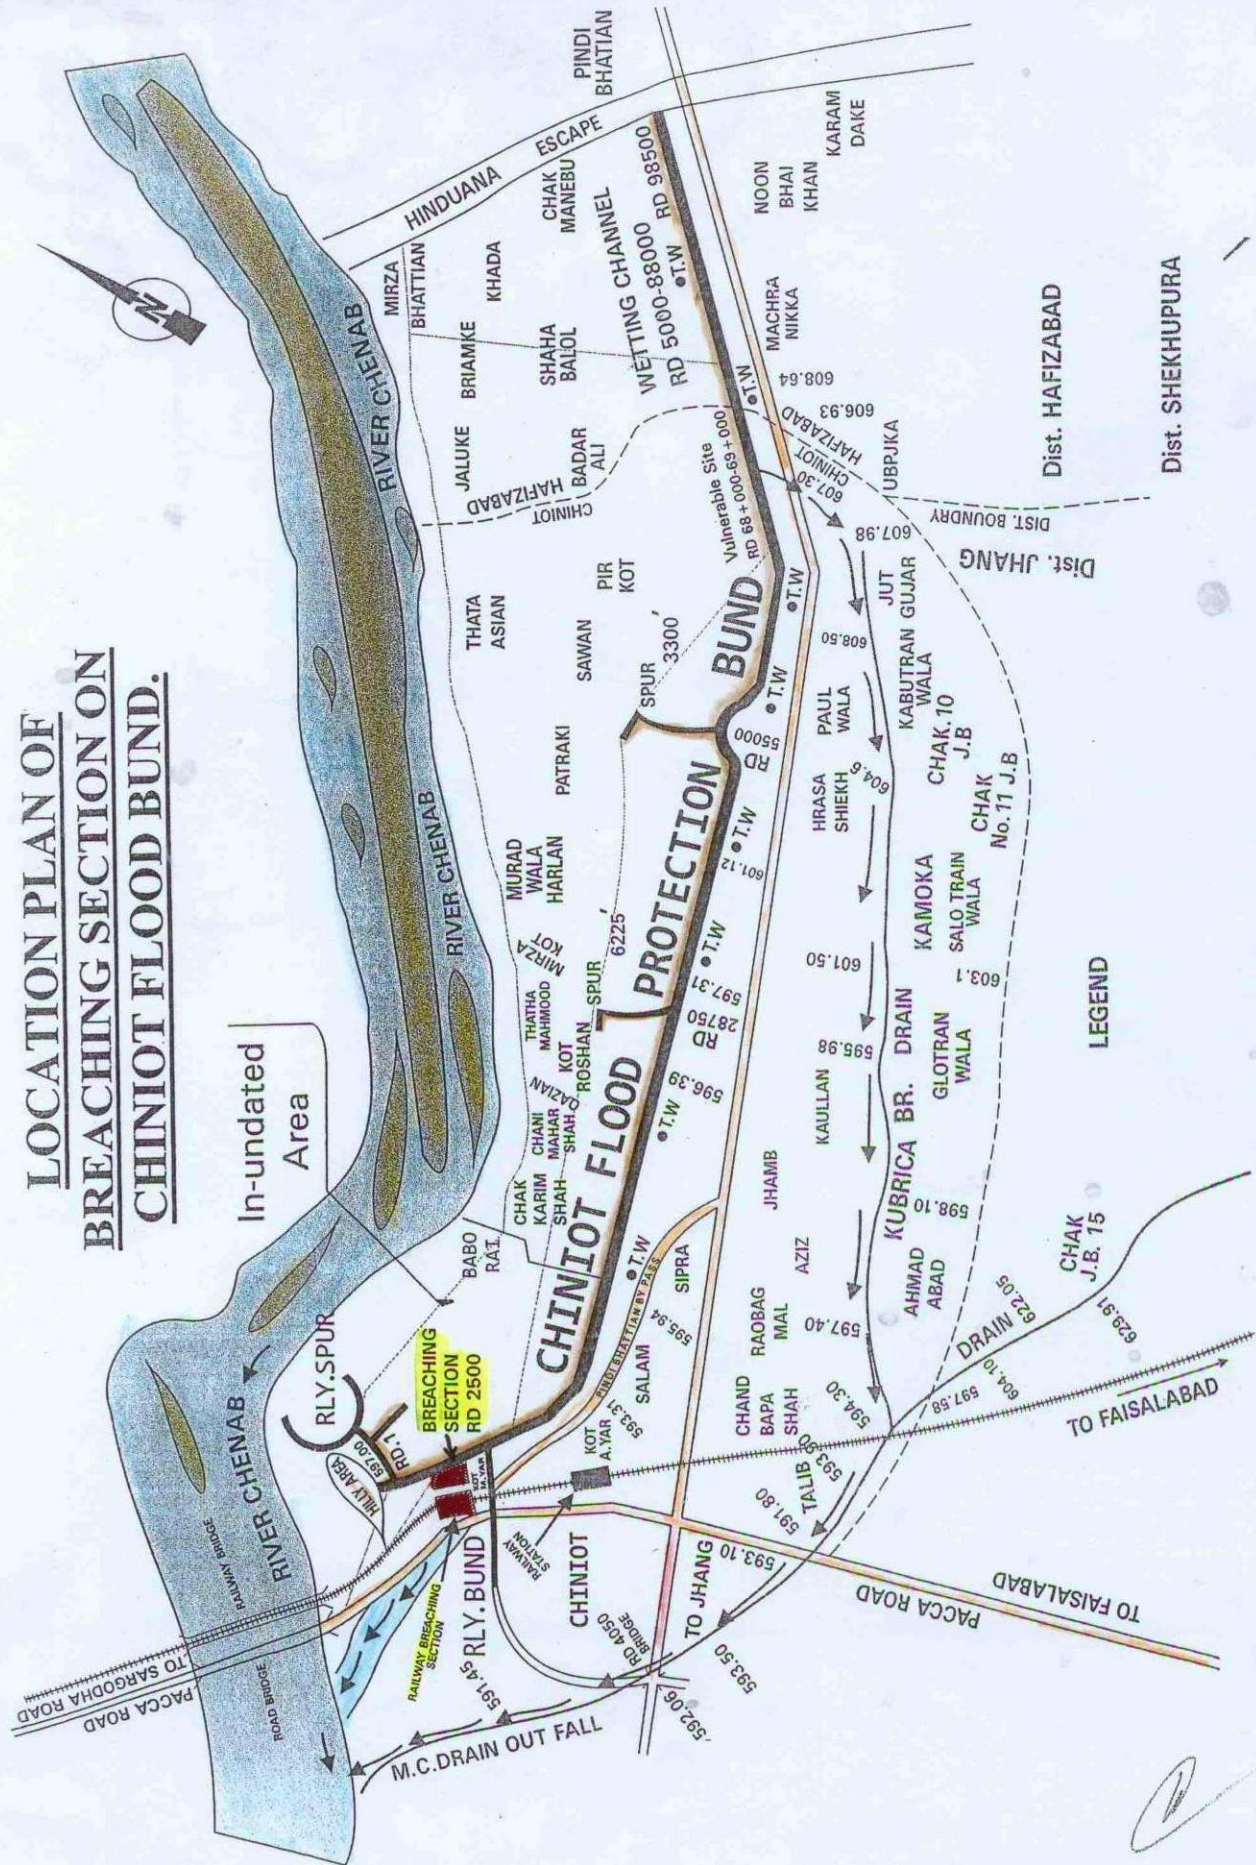 LOCATION PLAN OF
BREACHING SECTION ON
CHINIOT FLOOD BUND.
In-undated
Area
N
RIVER CHENAB
RIVER CHENAB
RIVER CHENAB
RIVER CHENAB
PACCA ROAD
TO SARGODHA ROAD
ROAD BRIDGE
RAILWAY BRIDGE
HILLY AREA
RLY.SPUR
RD.1
597.00
BREACHING
SECTION
RD 2500
RAILWAY BREACHING
SECTION
RLY. BUND
591.45
M.C.DRAIN OUT FALL
KOT
M.YAR
RAILWAY
STATION
KOT
A.YAR
CHINIOT
RD 4050
BRIDGE
TO JHANG
592.06
593.50
593.10
591.80
TALIB
593.90
594.30
PACCA ROAD
TO FAISALABAD
TO FAISALABAD
BABO
RAI
CHAK
KARIM
SHAH
CHANI
MAHAR
SHAH
QAZIAN
THATHA
MAHMOOD
KOT
ROSHAN
MIRZA
KOT
MURAD
WALA
HARLAN
SPUR
6225'
PATRAKI
SAWAN
THATA
ASIAN
PIR
KOT
SPUR
3300'
JALUKE
BADAR
ALI
CHINIOT
HAFIZABAD
BRIAMKE
SHAHA
BALOL
KHADA
MIRZA
BHATTIAN
CHAK
MANEBU
HINDUANA ESCAPE
PINDI
BHATIAN
WETTING CHANNEL
RD 5000-88000
RD 98500
Vulnerable Site
RD 68+000-69+000
CHINIOT FLOOD PROTECTION BUND
T.W
T.W
T.W
T.W
T.W
T.W
T.W
T.W
PINDI BHATIAN BY PASS
593.31
SALAM
595.94
SIPRA
596.39
RD
28750
597.31
601.12
RD
55000
CHAND
BAPA
SHAH
RAOBAG
MAL
AZIZ
JHAMB
KAULLAN
597.40
595.98
601.50
HRASA
SHIEKH
604.6
PAUL
WALA
608.50
JUT
GUJAR
KABUTRAN
WALA
607.98
607.30
CHINIOT
HAFIZABAD
606.93
608.64
MACHRA
NIKKA
NOON
BHAI
KHAN
KARAM
DAKE
UBPJKA
DIST. BOUNDRY
Dist. JHANG
Dist. HAFIZABAD
Dist. SHEKHUPURA
AHMAD
ABAD
KUBRICA BR. DRAIN
598.10
GLOTRAN
WALA
KAMOKA
SALO TRAIN
WALA
603.1
CHAK. 10
J.B
CHAK
No. 11 J.B
DRAIN
597.58
604.10
622.05
629.91
CHAK
J.B. 15
LEGEND